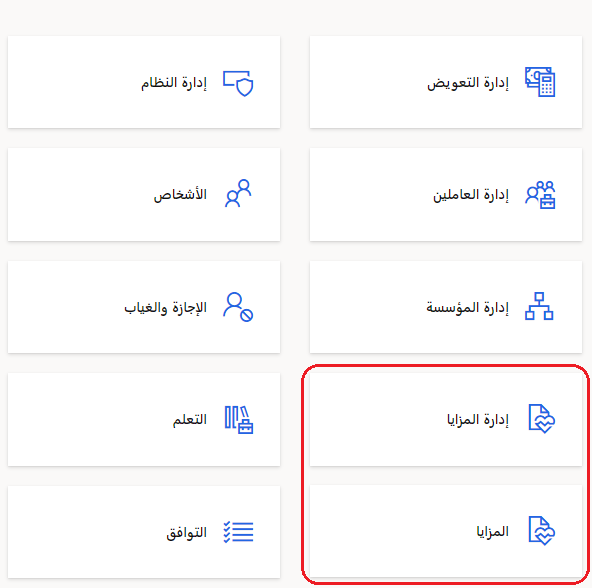 إدارة التعويض
إدارة النظام
إدارة العاملين
الأشخاص
إدارة المؤسسة
الإجازة والغياب
إدارة المزايا
التعلم
المزايا
التوافق